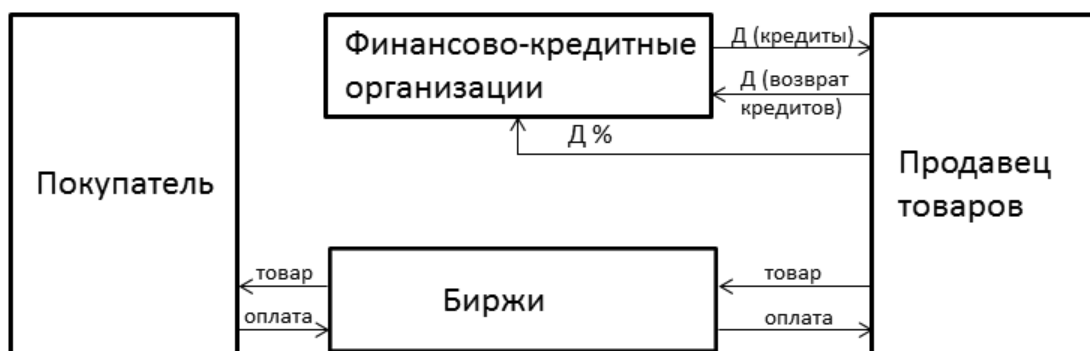 Финансово-кредитные
организации
Д (кредиты)
Д (возврат
кредитов)
Д %
Покупатель
Продавец
товаров
товар
оплата
Биржи
товар
оплата